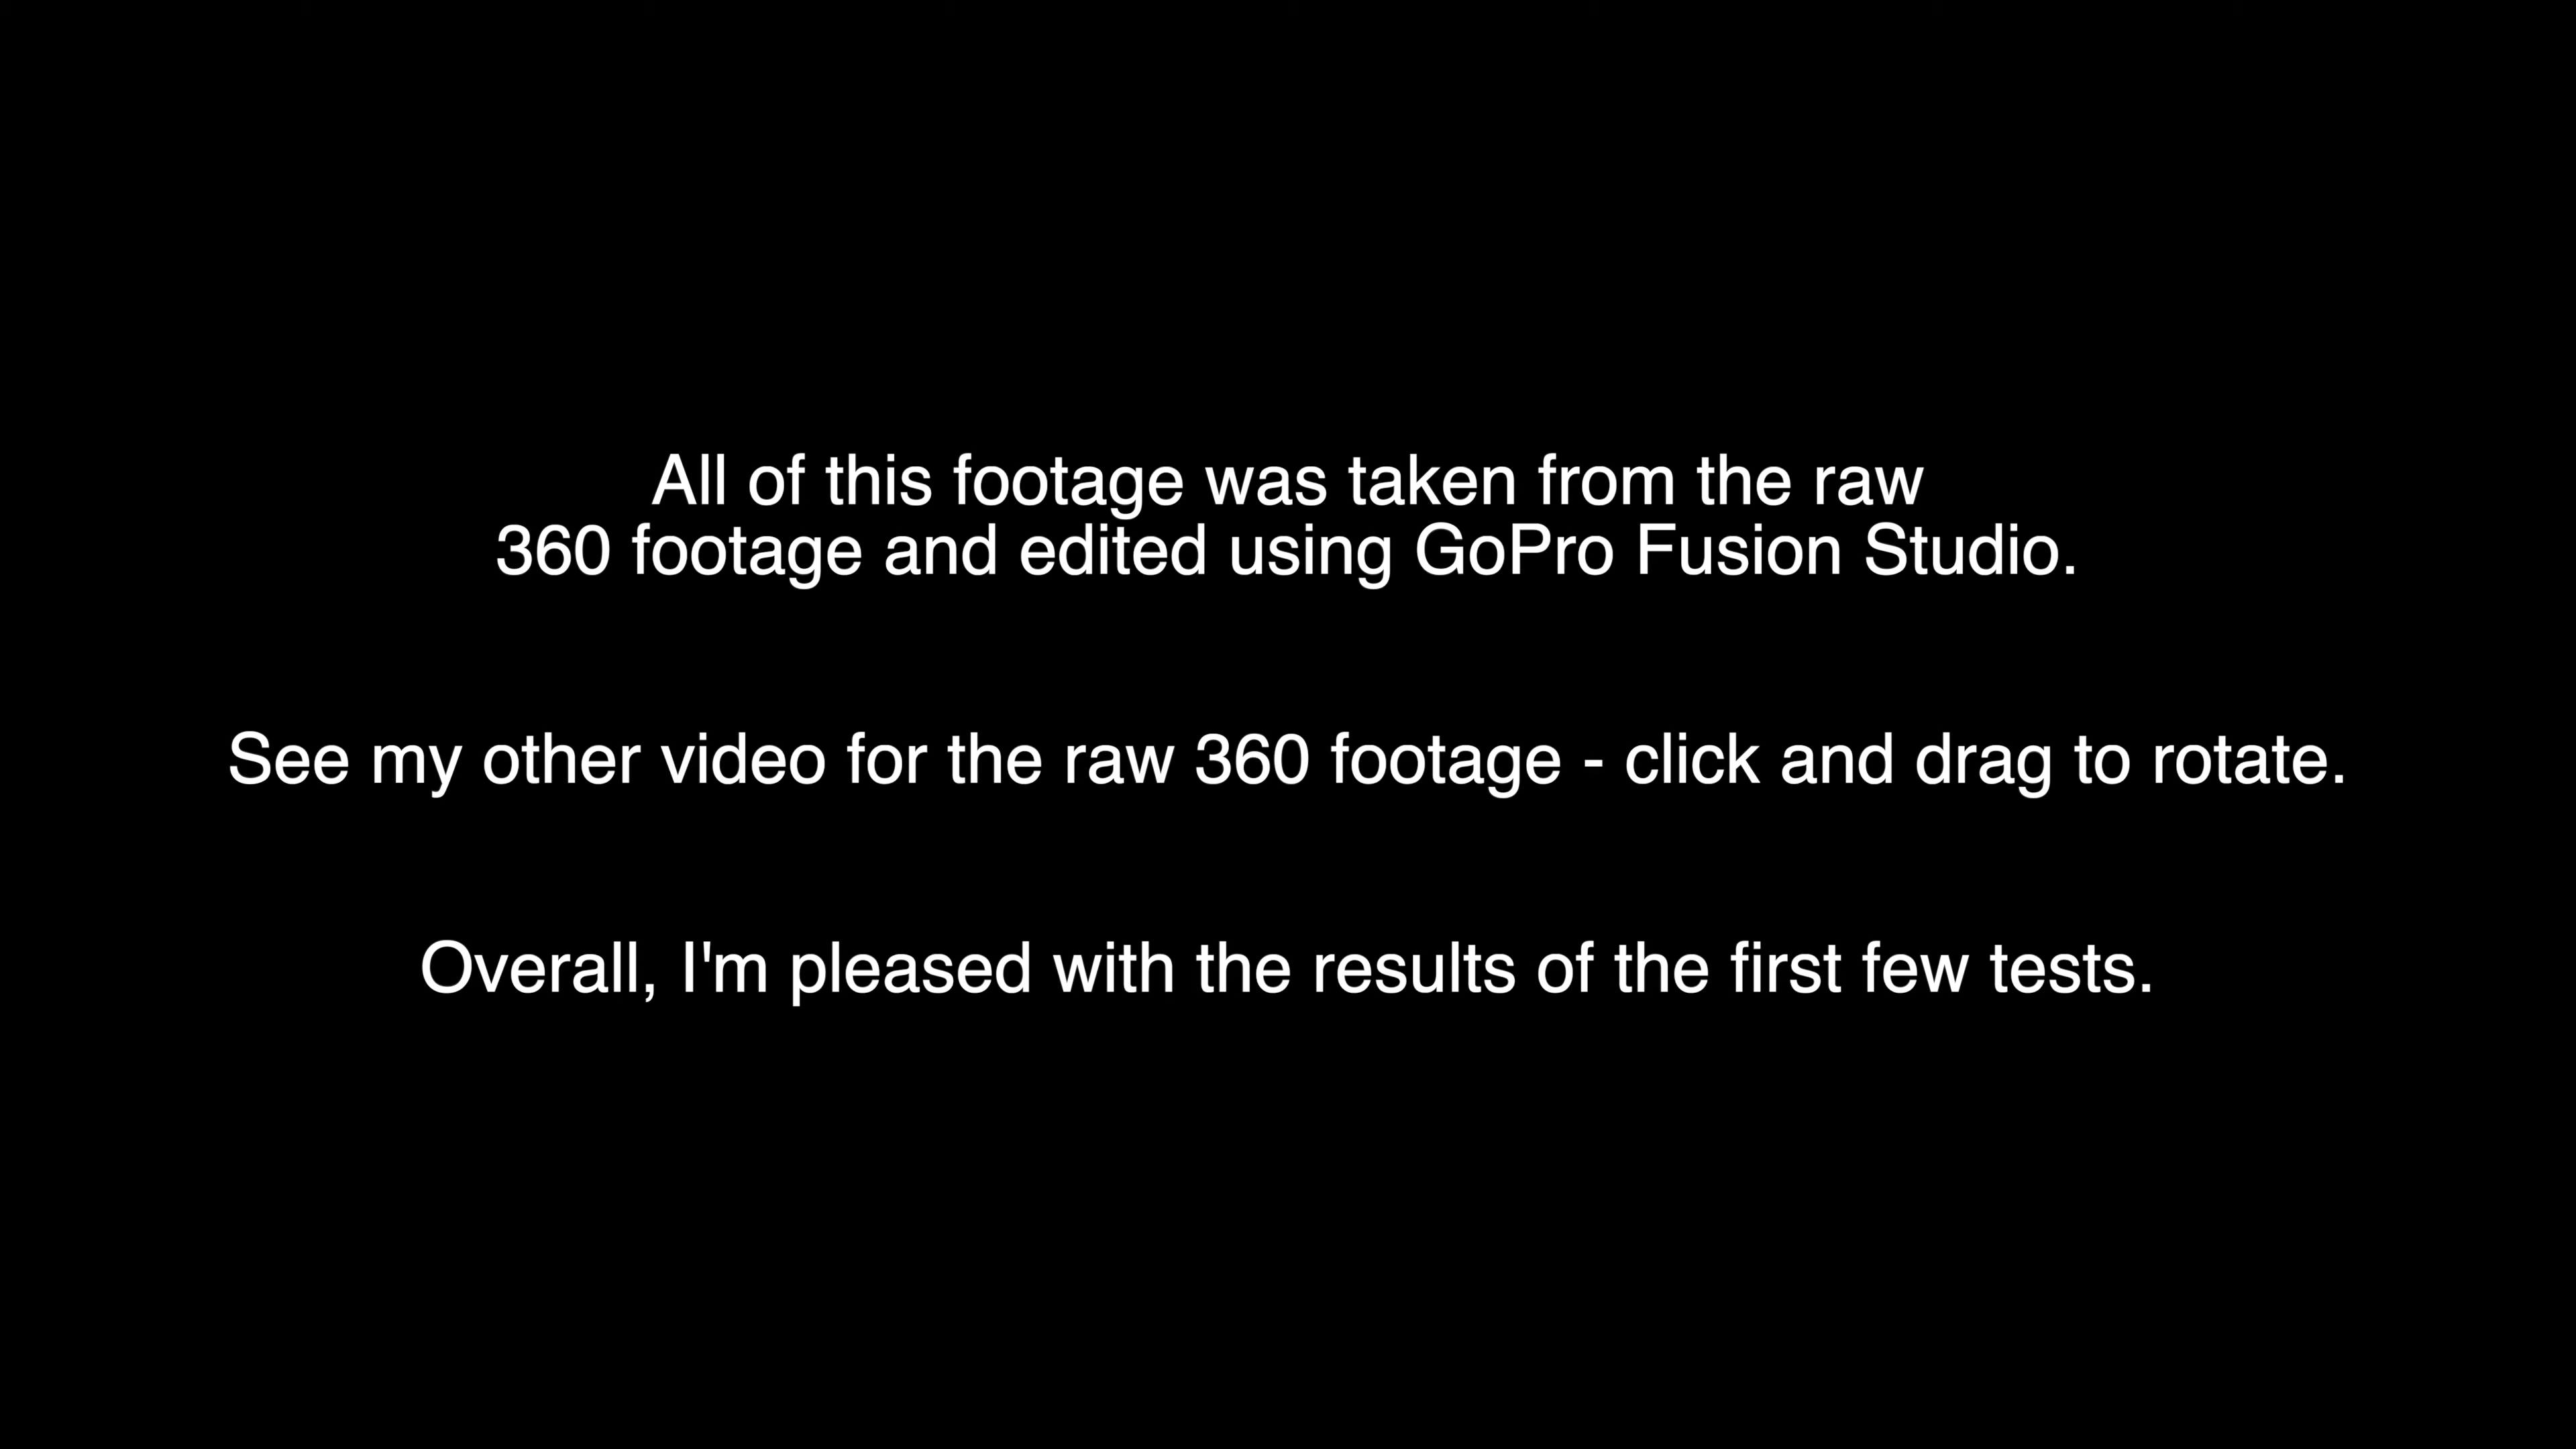 All of this footage was taken from the raw
360 footage and edited using GoPro Fusion Studio.
See my other video for the raw 360 footage - click and drag to rotate.
Overall, I'm pleased with the results of the first few tests.